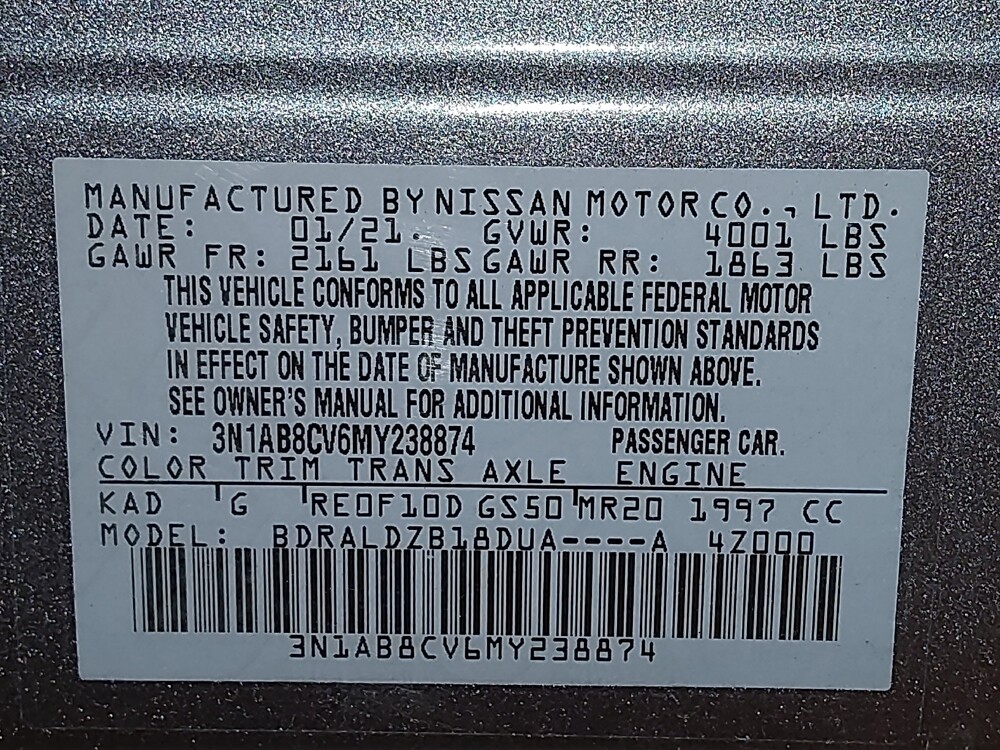 MANUFACTURED BY NISSAN MOTOR CO., LTD.
DATE: 01/21. GVWR: 4001 LBS
GAWR FR: 2161 LBS GAWR RR: 1863 LBS
THIS VEHICLE CONFORMS TO ALL APPLICABLE FEDERAL MOTOR
VEHICLE SAFETY, BUMPER AND THEFT PREVENTION STANDARDS
IN EFFECT ON THE DATE OF MANUFACTURE SHOWN ABOVE.
SEE OWNER'S MANUAL FOR ADDITIONAL INFORMATION.
VIN: 3N1AB8CV6MY238874 PASSENGER CAR.
COLOR TRIM TRANS AXLE ENGINE
KAD G RE0F10D GS50 MR20 1997 CC
MODEL: BDRALDZB18DUA----A 4Z000
3N1AB8CV6MY238874